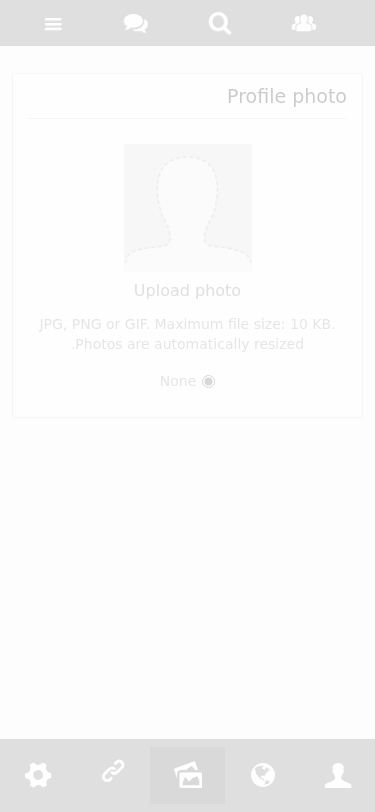 Profile photo
Upload photo
JPG, PNG or GIF. Maximum file size: 10 KB.
.Photos are automatically resized
None